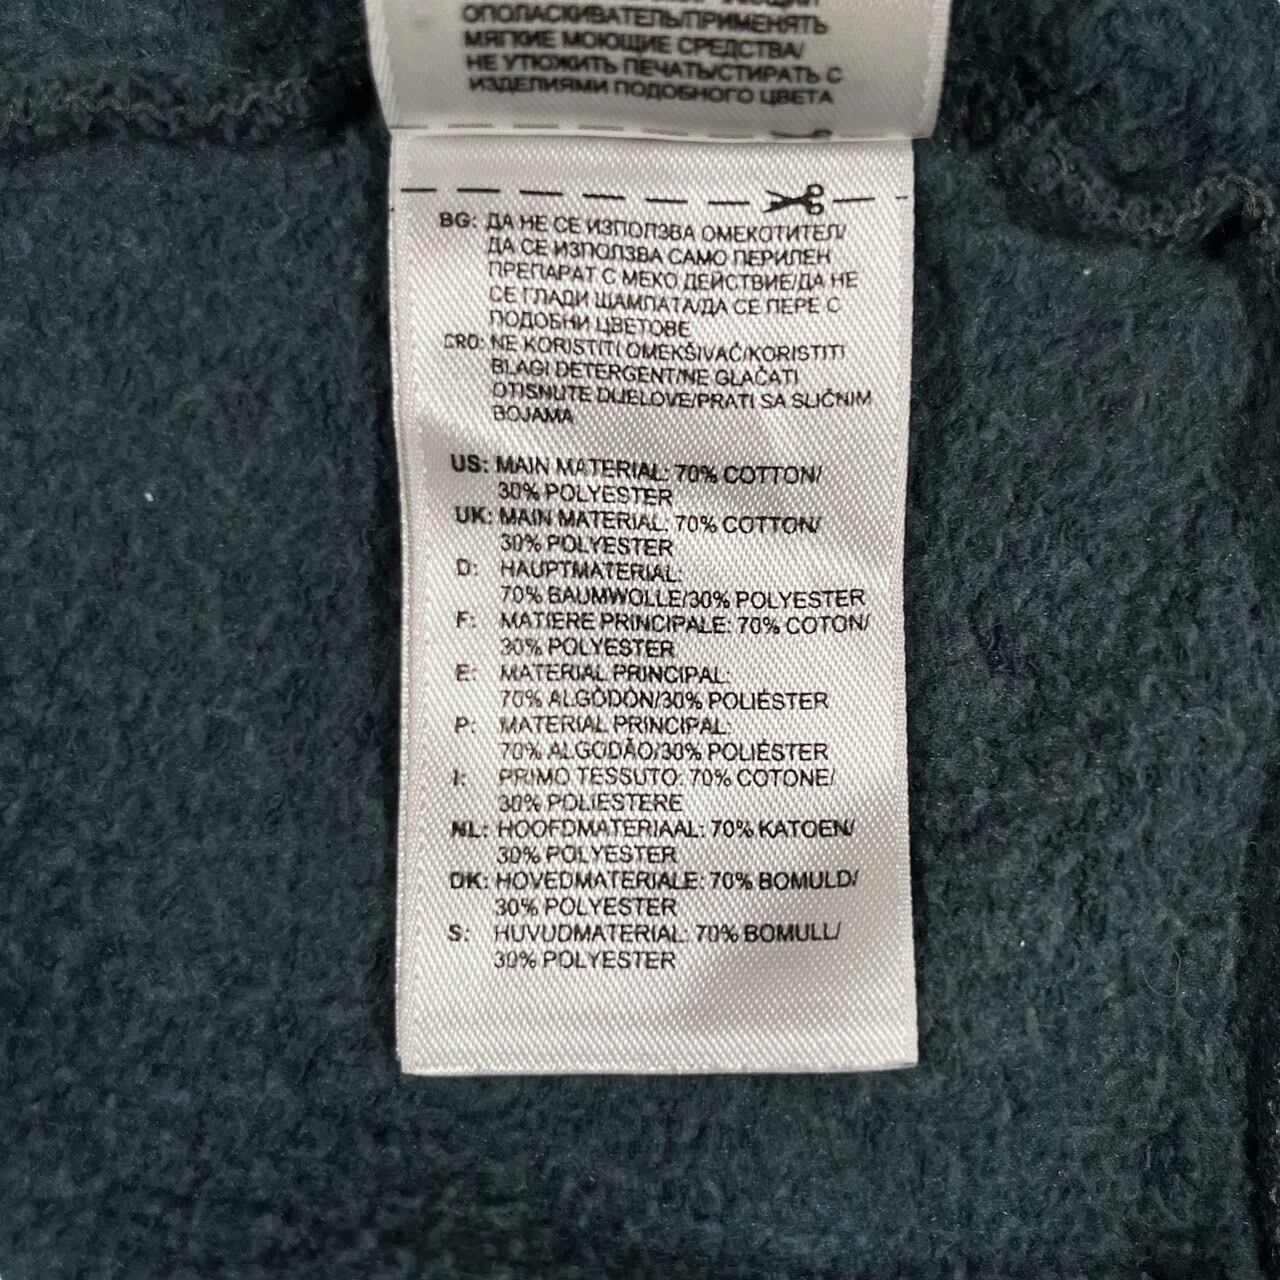 ОПОЛАСКИВАТЕЛЬ/ПРИМЕНЯТЬ
МЯГКИЕ МОЮЩИЕ СРЕДСТВА/
НЕ УТЮЖИТЬ ПЕЧАТЬ/СТИРАТЬ С
ИЗДЕЛИЯМИ ПОДОБНОГО ЦВЕТА
BG: ДА НЕ СЕ ИЗПОЛЗВА ОМЕКОТИТЕЛ/
ДА СЕ ИЗПОЛЗВА САМО ПЕРИЛЕН
ПРЕПАРАТ С МЕКО ДЕЙСТВИЕ/ДА НЕ
СЕ ГЛАДИ ЩАМПАТА/ДА СЕ ПЕРЕ С
ПОДОБНИ ЦВЕТОВЕ
CRO: NE KORISTITI OMEKŠIVAČ/KORISTITI
BLAGI DETERGENT/NE GLAČATI
OTISNUTE DIJELOVE/PRATI SA SLIČNIM
BOJAMA
US: MAIN MATERIAL: 70% COTTON/
30% POLYESTER
UK: MAIN MATERIAL: 70% COTTON/
30% POLYESTER
D: HAUPTMATERIAL:
70% BAUMWOLLE/30% POLYESTER
F: MATIERE PRINCIPALE: 70% COTON/
30% POLYESTER
E: MATERIAL PRINCIPAL:
70% ALGODÓN/30% POLIÉSTER
P: MATERIAL PRINCIPAL:
70% ALGODÃO/30% POLIÉSTER
I: PRIMO TESSUTO: 70% COTONE/
30% POLIESTERE
NL: HOOFDMATERIAAL: 70% KATOEN/
30% POLYESTER
DK: HOVEDMATERIALE: 70% BOMULD/
30% POLYESTER
S: HUVUDMATERIAL: 70% BOMULL/
30% POLYESTER